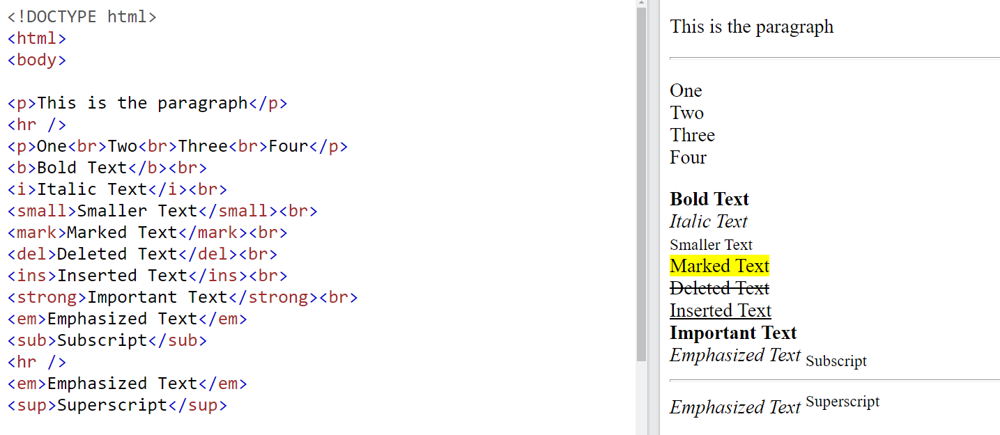 <!DOCTYPE html>
<html>
<body>
<p>This is the paragraph</p>
<hr />
<p>One<br>Two<br>Three<br>Four</p>
<b>Bold Text</b><br>
<i>Italic Text</i><br>
<small>Smaller Text</small><br>
<mark>Marked Text</mark><br>
<del>Deleted Text</del><br>
<ins>Inserted Text</ins><br>
<strong>Important Text</strong><br>
<em>Emphasized Text</em>
<sub>Subscript</sub>
<hr />
<em>Emphasized Text</em>
<sup>Superscript</sup>
This is the paragraph
One
Two
Three
Four
Bold Text
Italic Text
Smaller Text
Marked Text
Deleted Text
Inserted Text
Important Text
Emphasized Text Subscript
Emphasized Text Superscript